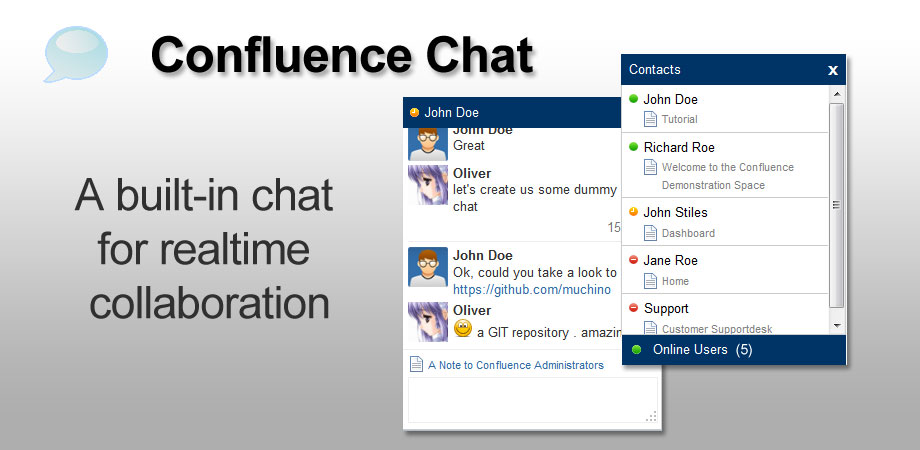 Confluence Chat
A built-in chat
for realtime
collaboration
John Doe
John Doe
Great
Oliver
let's create us some dummy
chat
15
John Doe
Ok, could you take a look to
https://github.com/muchino
Oliver
a GIT repository . amazin
A Note to Confluence Administrators
Contacts x
John Doe
Tutorial
Richard Roe
Welcome to the Confluence
Demonstration Space
John Stiles
Dashboard
Jane Roe
Home
Support
Customer Supportdesk
Online Users (5)